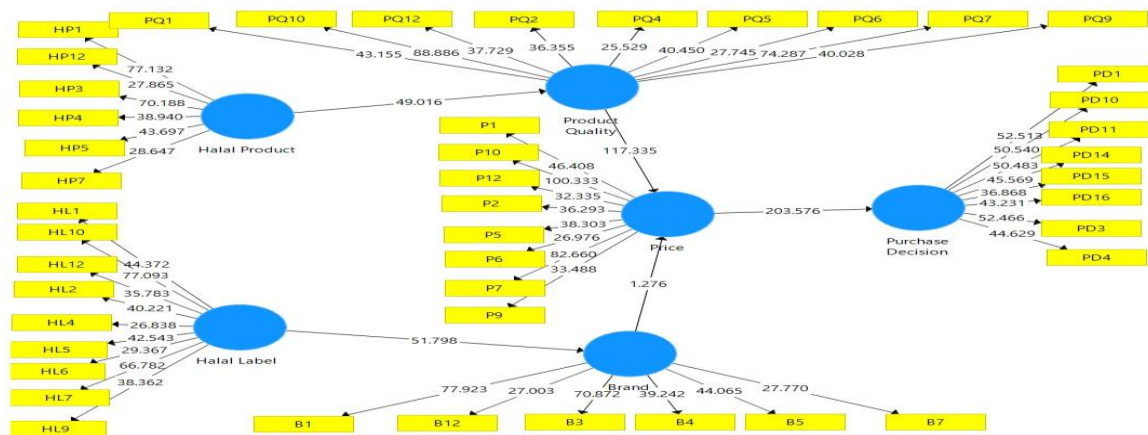 PQ1
PQ10
PQ12
PQ2
PQ4
PQ5
PQ6
PQ7
PQ9
43.155
88.886
37.729
36.355
25.529
40.450
27.745
74.287
40.028
HP1
HP12
HP3
HP4
HP5
HP7
77.132
27.865
70.188
38.940
43.697
28.647
Halal Product
49.016
Product
Quality
117.335
P1
P10
P12
P2
P5
P6
P7
P9
46.408
100.333
32.335
36.293
38.303
26.976
82.660
33.488
Price
203.576
Purchase
Decision
PD1
PD10
PD11
PD14
PD15
PD16
PD3
PD4
52.513
50.540
50.483
45.569
36.868
43.231
52.466
44.629
HL1
HL10
HL12
HL2
HL4
HL5
HL6
HL7
HL9
44.372
77.093
35.783
40.221
26.838
42.543
29.367
66.782
38.362
Halal Label
51.798
1.276
Brand
77.923
27.003
70.872
39.242
44.065
27.770
B1
B12
B3
B4
B5
B7